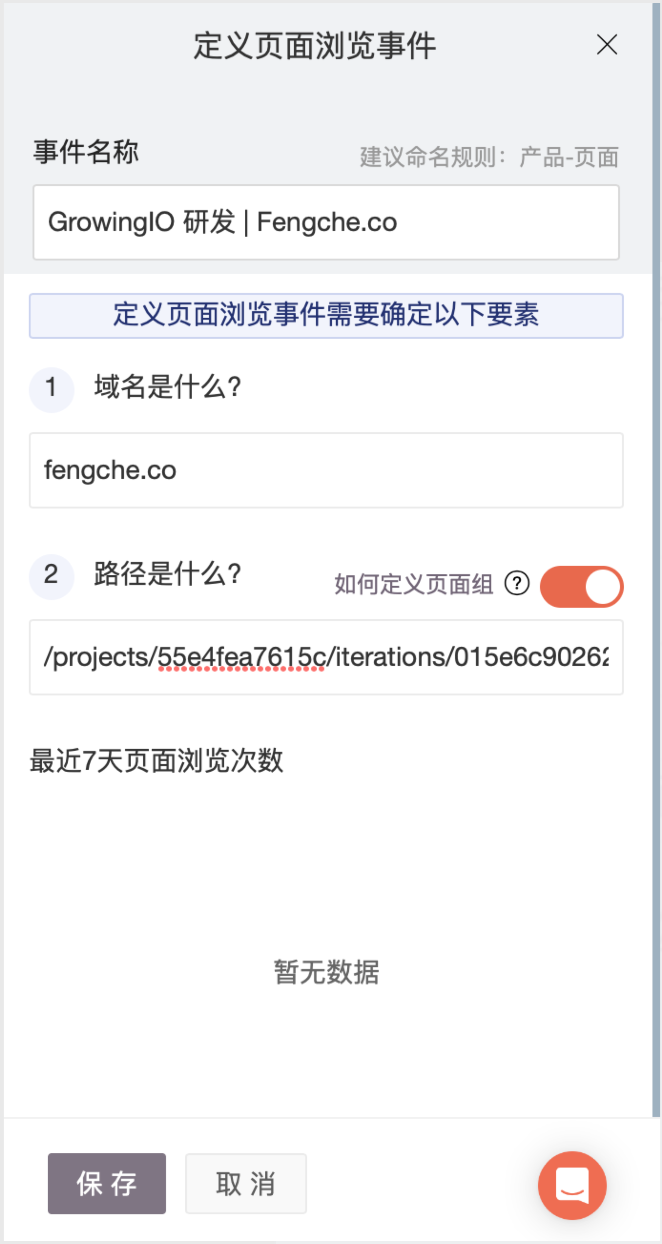 定义页面浏览事件
事件名称
建议命名规则：产品-页面
GrowingIO 研发 | Fengche.co
定义页面浏览事件需要确定以下要素
1 域名是什么?
fengche.co
2 路径是什么?
如何定义页面组 ?
/projects/55e4fea7615c/iterations/015e6c90262
最近7天页面浏览次数
暂无数据
保 存
取 消